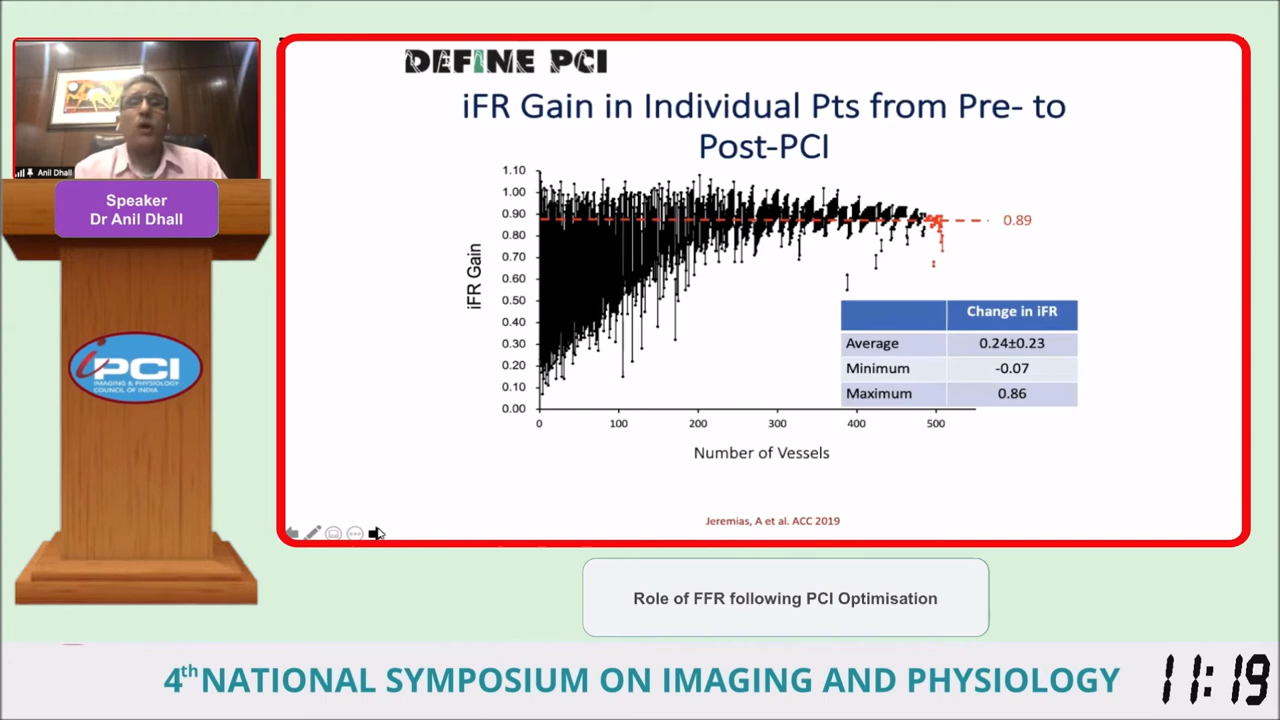 DEFINE PCI
iFR Gain in Individual Pts from Pre- to
Post-PCI
Anil Dhall
Speaker
Dr Anil Dhall
iPCI
IMAGING & PHYSIOLOGY
COUNCIL OF INDIA
iFR Gain
1.10
1.00
0.90
0.80
0.70
0.60
0.50
0.40
0.30
0.20
0.10
0.00
0.89
Change in iFR
Average 0.24±0.23
Minimum -0.07
Maximum 0.86
0 100 200 300 400 500
Number of Vessels
Jeremias, A et al. ACC 2019
Role of FFR following PCI Optimisation
4th NATIONAL SYMPOSIUM ON IMAGING AND PHYSIOLOGY
11:19